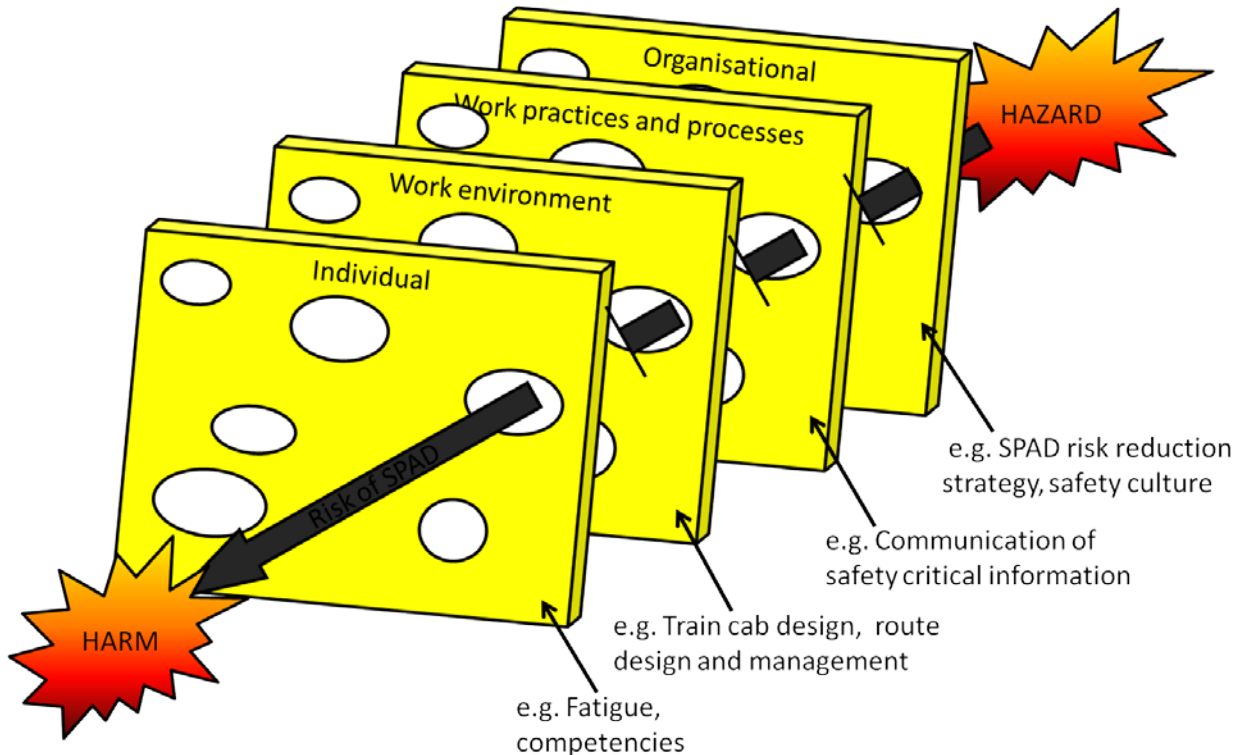 Organisational
HAZARD
Work practices and processes
Work environment
Individual
Risk of SPAD
HARM
e.g. SPAD risk reduction
strategy, safety culture
e.g. Communication of
safety critical information
e.g. Train cab design, route
design and management
e.g. Fatigue,
competencies